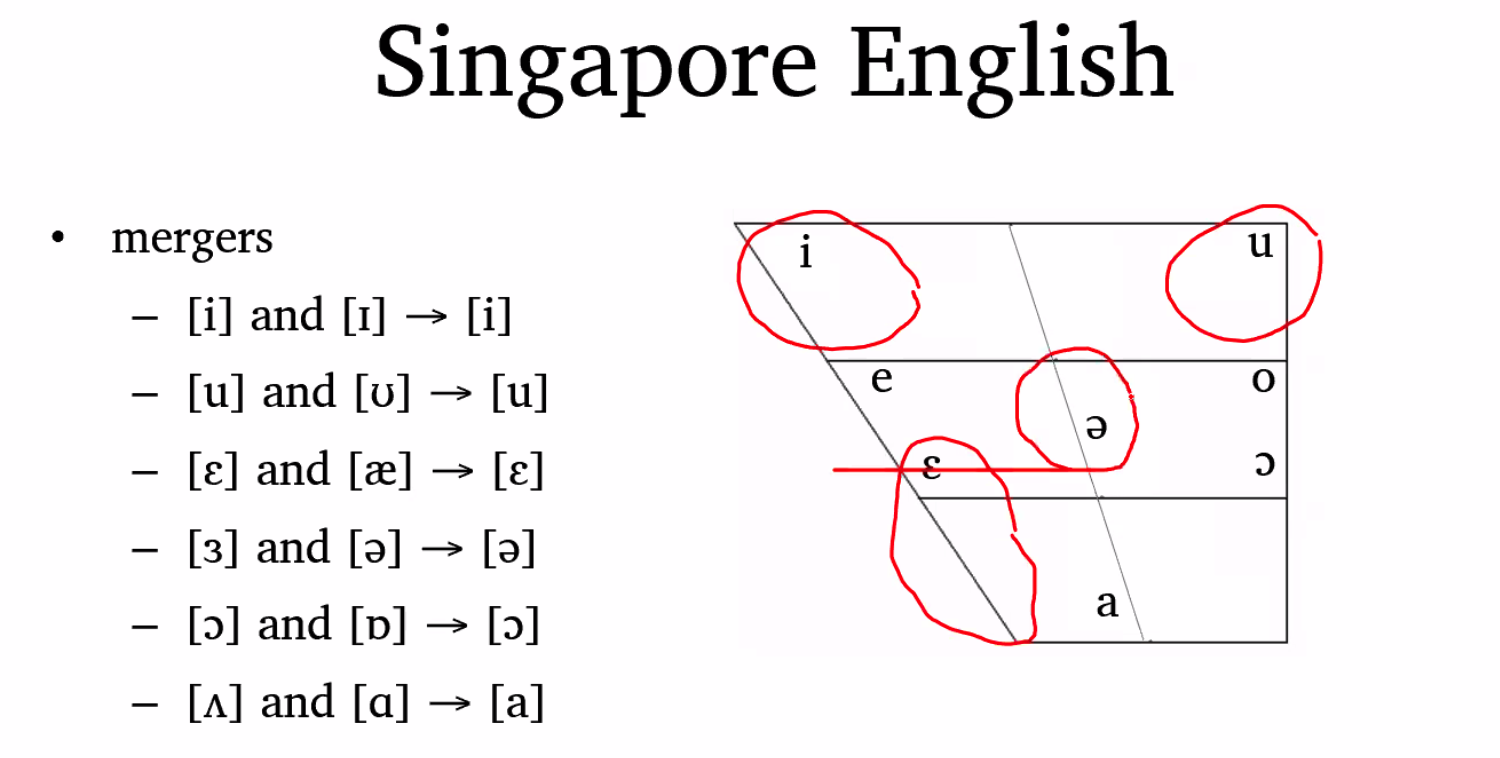 Singapore English
• mergers
– [i] and [ɪ] → [i]
– [u] and [ʊ] → [u]
– [ɛ] and [æ] → [ɛ]
– [ɜ] and [ə] → [ə]
– [ɔ] and [ɒ] → [ɔ]
– [ʌ] and [ɑ] → [a]
i u
e o
ə
ɛ ɔ
a